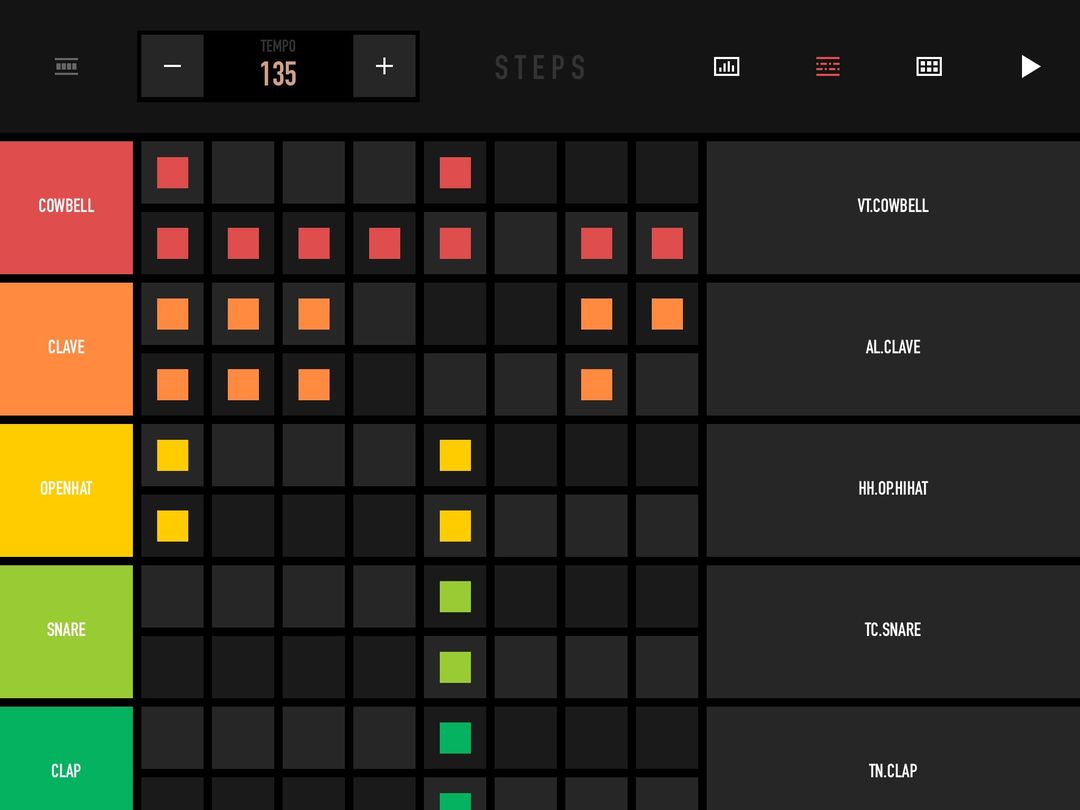 TEMPO
135
STEPS
COWBELL
VT.COWBELL
CLAVE
AL.CLAVE
OPENHAT
HH.OP.HIHAT
SNARE
TC.SNARE
CLAP
TN.CLAP